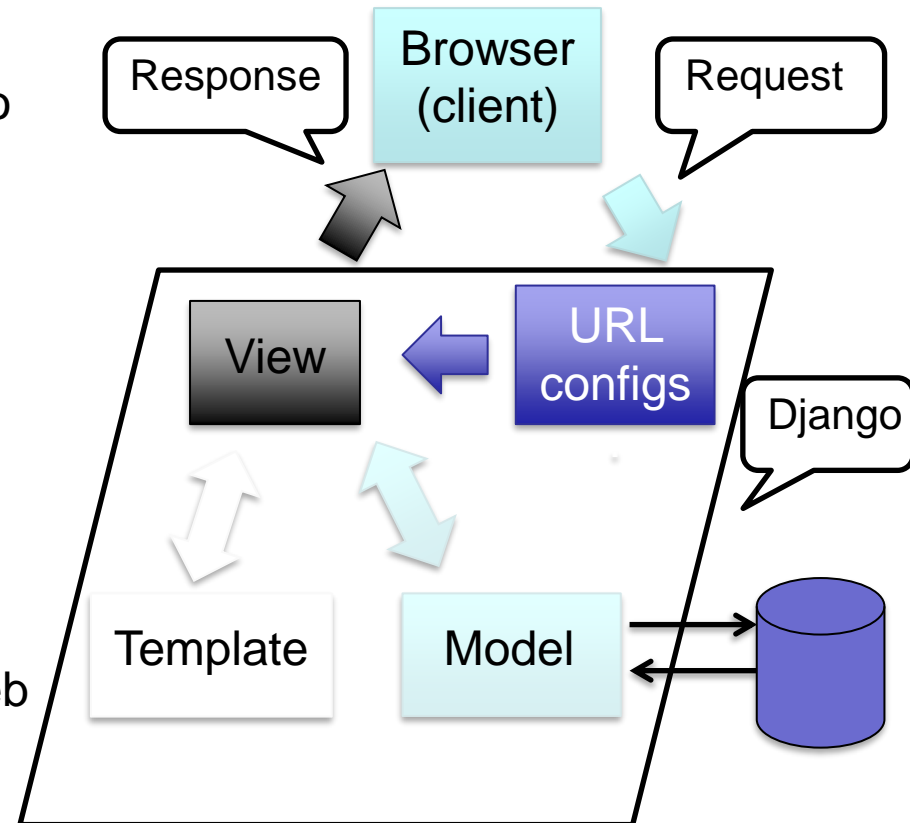 Response
Browser
(client)
Request
View
URL
configs
Django
Template
Model